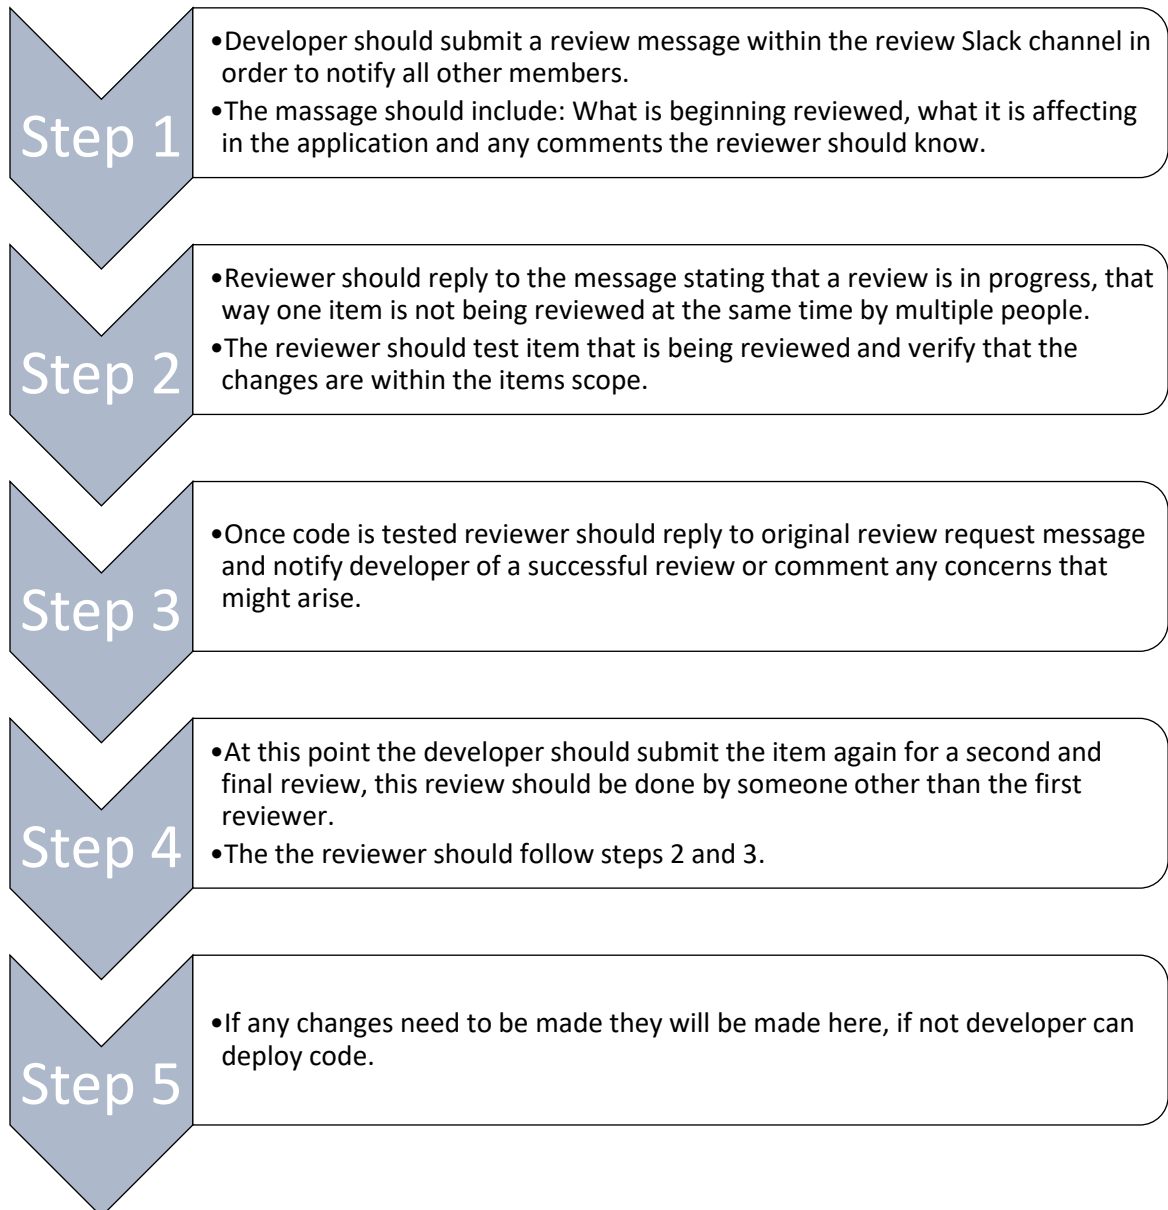 Step 1
•Developer should submit a review message within the review Slack channel in
order to notify all other members.
•The massage should include: What is beginning reviewed, what it is affecting
in the application and any comments the reviewer should know.
Step 2
•Reviewer should reply to the message stating that a review is in progress, that
way one item is not being reviewed at the same time by multiple people.
•The reviewer should test item that is being reviewed and verify that the
changes are within the items scope.
Step 3
•Once code is tested reviewer should reply to original review request message
and notify developer of a successful review or comment any concerns that
might arise.
Step 4
•At this point the developer should submit the item again for a second and
final review, this review should be done by someone other than the first
reviewer.
•The the reviewer should follow steps 2 and 3.
Step 5
•If any changes need to be made they will be made here, if not developer can
deploy code.